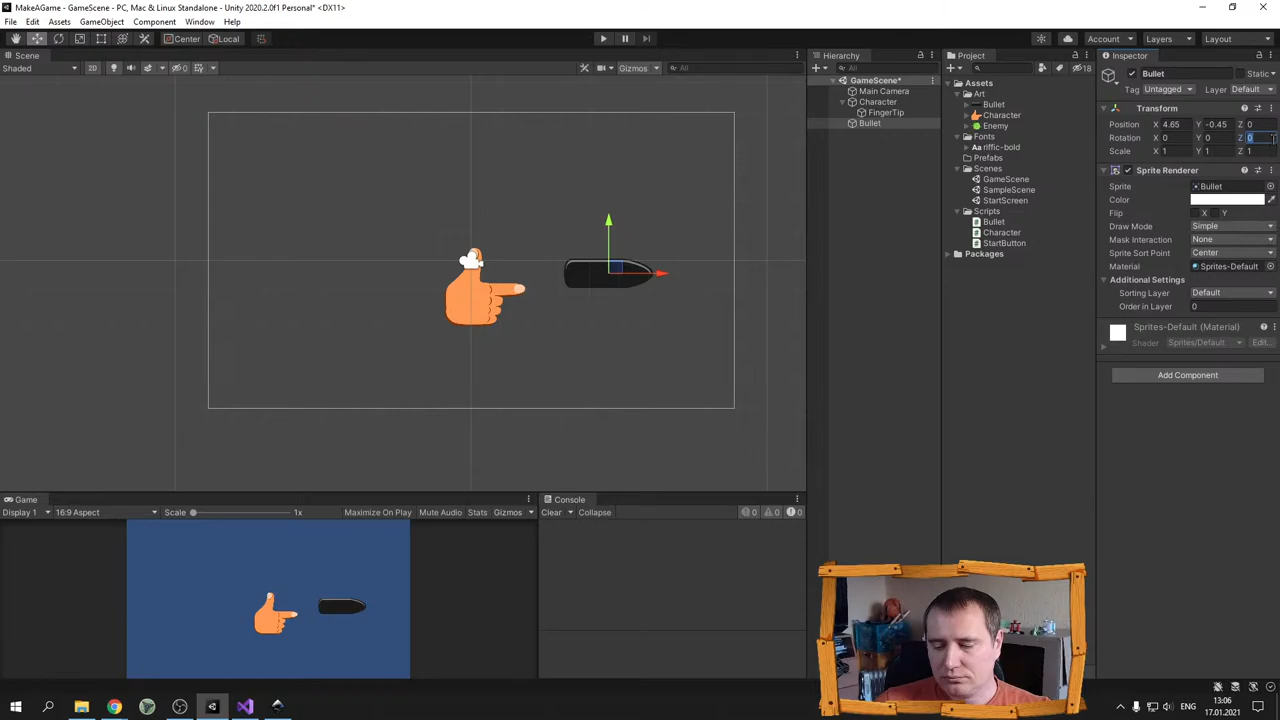 MakeAGame - GameScene - PC, Mac & Linux Standalone - Unity 2020.2.0f1 Personal* <DX11>
File Edit Assets GameObject Component Window Help
Center Local Account Layers Layout
Scene
Shaded 2D 0 Gizmos All
Hierarchy
All
GameScene*
Main Camera
Character
FingerTip
Bullet
Project
18
Assets
Art
Bullet
Character
Enemy
Fonts
Aa riffic-bold
Prefabs
Scenes
GameScene
SampleScene
StartScreen
Scripts
Bullet
Character
StartButton
Packages
Inspector
Bullet Static
Tag Untagged Layer Default
Transform
Position X 4.65 Y -0.45 Z 0
Rotation X 0 Y 0 Z 0
Scale X 1 Y 1 Z 1
Sprite Renderer
Sprite Bullet
Color
Flip X Y
Draw Mode Simple
Mask Interaction None
Sprite Sort Point Center
Material Sprites-Default
Additional Settings
Sorting Layer Default
Order in Layer 0
Sprites-Default (Material)
Shader Sprites/Default Edit...
Add Component
Game
Display 1 16:9 Aspect Scale 1x Maximize On Play Mute Audio Stats Gizmos
Console
Clear Collapse 0 0 0
ENG
13:06
17.01.2021